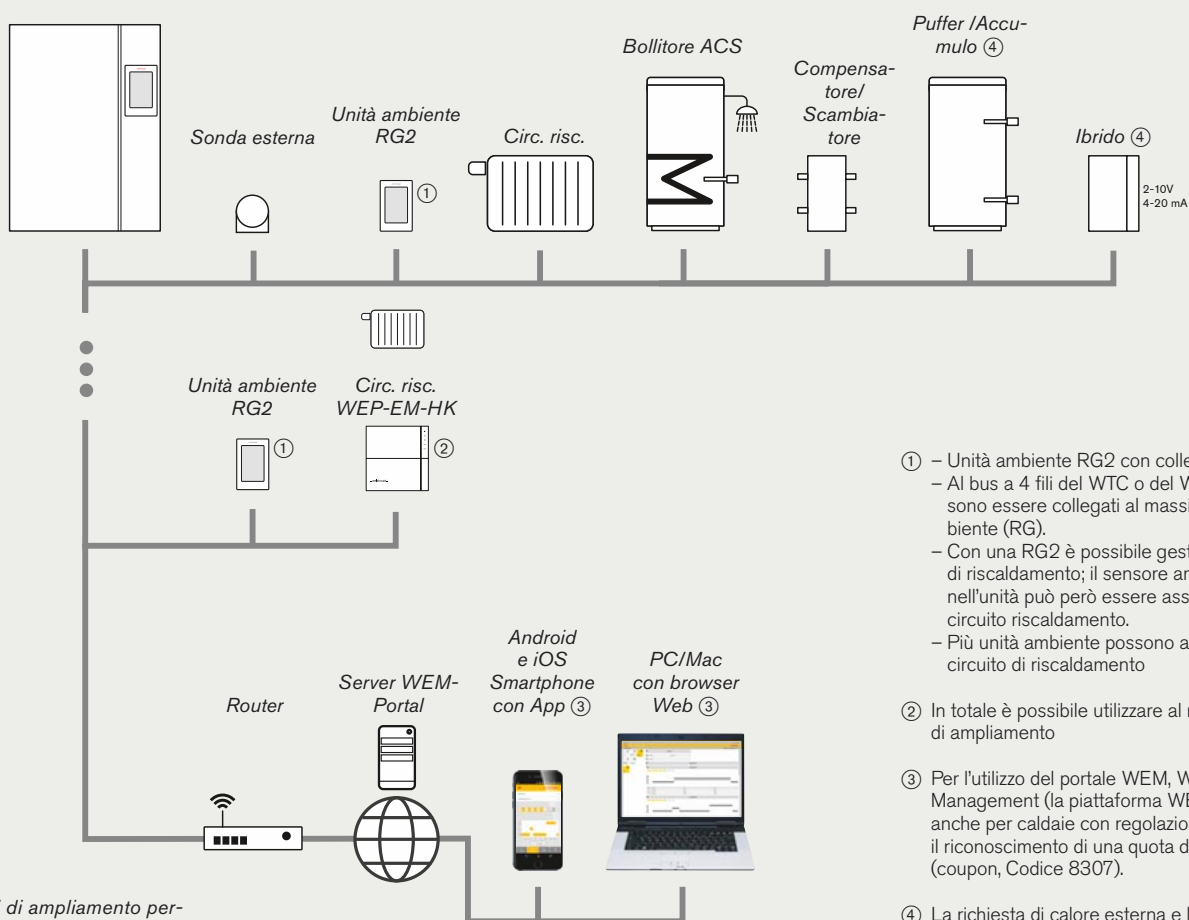 Puffer /Accu-
mulo ④
Bollitore ACS
Compensa-
tore/
Scambia-
tore
Unità ambiente
RG2
Sonda esterna
Circ. risc.
Ibrido ④
①
2-10V
4-20 mA
Unità ambiente
RG2
Circ. risc.
WEP-EM-HK
①
②
Android
e iOS
Smartphone
con App ③
PC/Mac
con browser
Web ③
Server WEM-
Portal
Router
① – Unità ambiente RG2 con colle
– Al bus a 4 fili del WTC o del W
sono essere collegati al massi
biente (RG).
– Con una RG2 è possibile gest
di riscaldamento; il sensore an
nell'unità può però essere ass
circuito riscaldamento.
– Più unità ambiente possono a
circuito di riscaldamento
② In totale è possibile utilizzare al
di ampliamento
③ Per l'utilizzo del portale WEM, W
Management (la piattaforma WE
anche per caldaie con regolazio
il riconoscimento di una quota d
(coupon, Codice 8307).
④ La richiesta di calore esterna e
di ampliamento per-